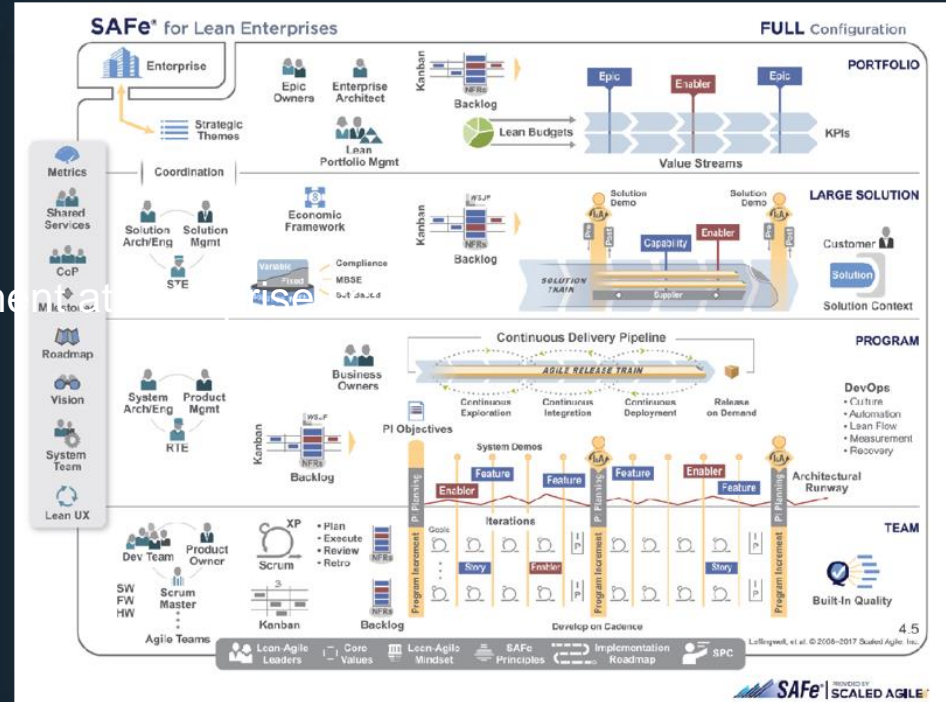 SAFe® for Lean Enterprises
FULL Configuration
Enterprise
Strategic
Themes
Epic
Owners
Enterprise
Architect
Lean
Portfolio Mgmt
Kanban
NFRs
Backlog
Lean Budgets
Epic
Enabler
Epic
KPIs
Value Streams
PORTFOLIO
Metrics
Shared
Services
CoP
Milestones
Roadmap
Vision
System
Team
Lean UX
Coordination
Solution
Arch/Eng
Solution
Mgmt
STE
Economic
Framework
Variable
Fixed
Compliance
MBSE
Set Based
Kanban
WSJF
NFRs
Backlog
Solution
Demo
Solution
Demo
I&A
I&A
Pre
Post
Pre
Post
Capability
Enabler
SOLUTION
TRAIN
Supplier
LARGE SOLUTION
Customer
Solution
Solution Context
System
Arch/Eng
Product
Mgmt
RTE
Business
Owners
Kanban
WSJF
NFRs
Backlog
Continuous Delivery Pipeline
AGILE RELEASE TRAIN
Continuous
Exploration
Continuous
Integration
Continuous
Deployment
Release
on Demand
PROGRAM
DevOps
• Culture
• Automation
• Lean Flow
• Measurement
• Recovery
PI Objectives
System Demos
I&A
I&A
Enabler
Feature
Feature
Feature
Enabler
Feature
Architectural
Runway
PI Planning
PI Planning
PI Planning
Dev Team
Product
Owner
SW
FW
HW
Scrum
Master
Agile Teams
XP
Scrum
• Plan
• Execute
• Review
• Retro
Kanban
NFRs
NFRs
Backlog
Iterations
Goals
Program Increment
Program Increment
Program Increment
Story
Enabler
Story
I P
I P
I P
I P
Develop on Cadence
TEAM
Built-In Quality
4.5
Leffingwell, et al. © 2008–2017 Scaled Agile, Inc.
Lean-Agile
Leaders
Core
Values
Lean-Agile
Mindset
SAFe
Principles
Implementation
Roadmap
SPC
SAFe® PROVIDED BY
SCALED AGILE